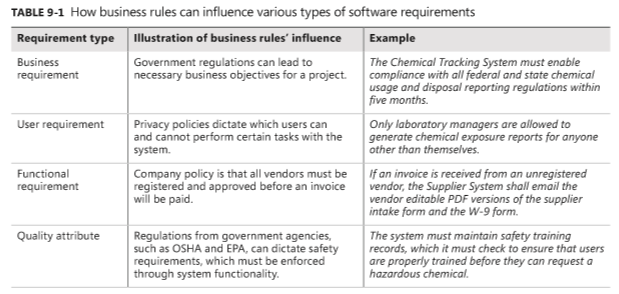 TABLE 9-1 How business rules can influence various types of software requirements
Requirement type Illustration of business rules' influence Example
Business requirement
Government regulations can lead to
necessary business objectives for a project.
The Chemical Tracking System must enable
compliance with all federal and state chemical
usage and disposal reporting regulations within
five months.
User requirement
Privacy policies dictate which users can
and cannot perform certain tasks with the
system.
Only laboratory managers are allowed to
generate chemical exposure reports for anyone
other than themselves.
Functional
requirement
Company policy is that all vendors must be
registered and approved before an invoice
will be paid.
If an invoice is received from an unregistered
vendor, the Supplier System shall email the
vendor editable PDF versions of the supplier
intake form and the W-9 form.
Quality attribute
Regulations from government agencies,
such as OSHA and EPA, can dictate safety
requirements, which must be enforced
through system functionality.
The system must maintain safety training
records, which it must check to ensure that users
are properly trained before they can request a
hazardous chemical.